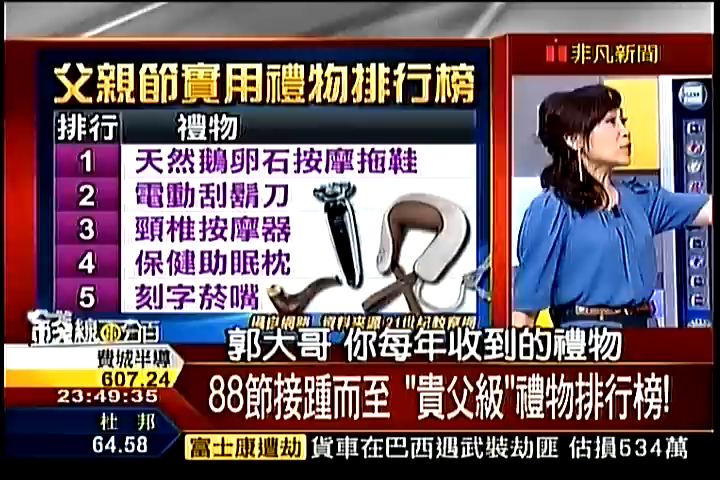 非凡新聞
父親節實用禮物排行榜
排行 禮物
1 天然鵝卵石按摩拖鞋
2 電動刮鬍刀
3 頸椎按摩器
4 保健助眠枕
5 刻字菸嘴
郭大哥 你每年收到的禮物
費城半導
607.24
23:49:35
88節接踵而至 "貴父級"禮物排行榜!
杜邦
64.58
富士康遭劫 貨車在巴西遇武裝劫匪 估損534萬